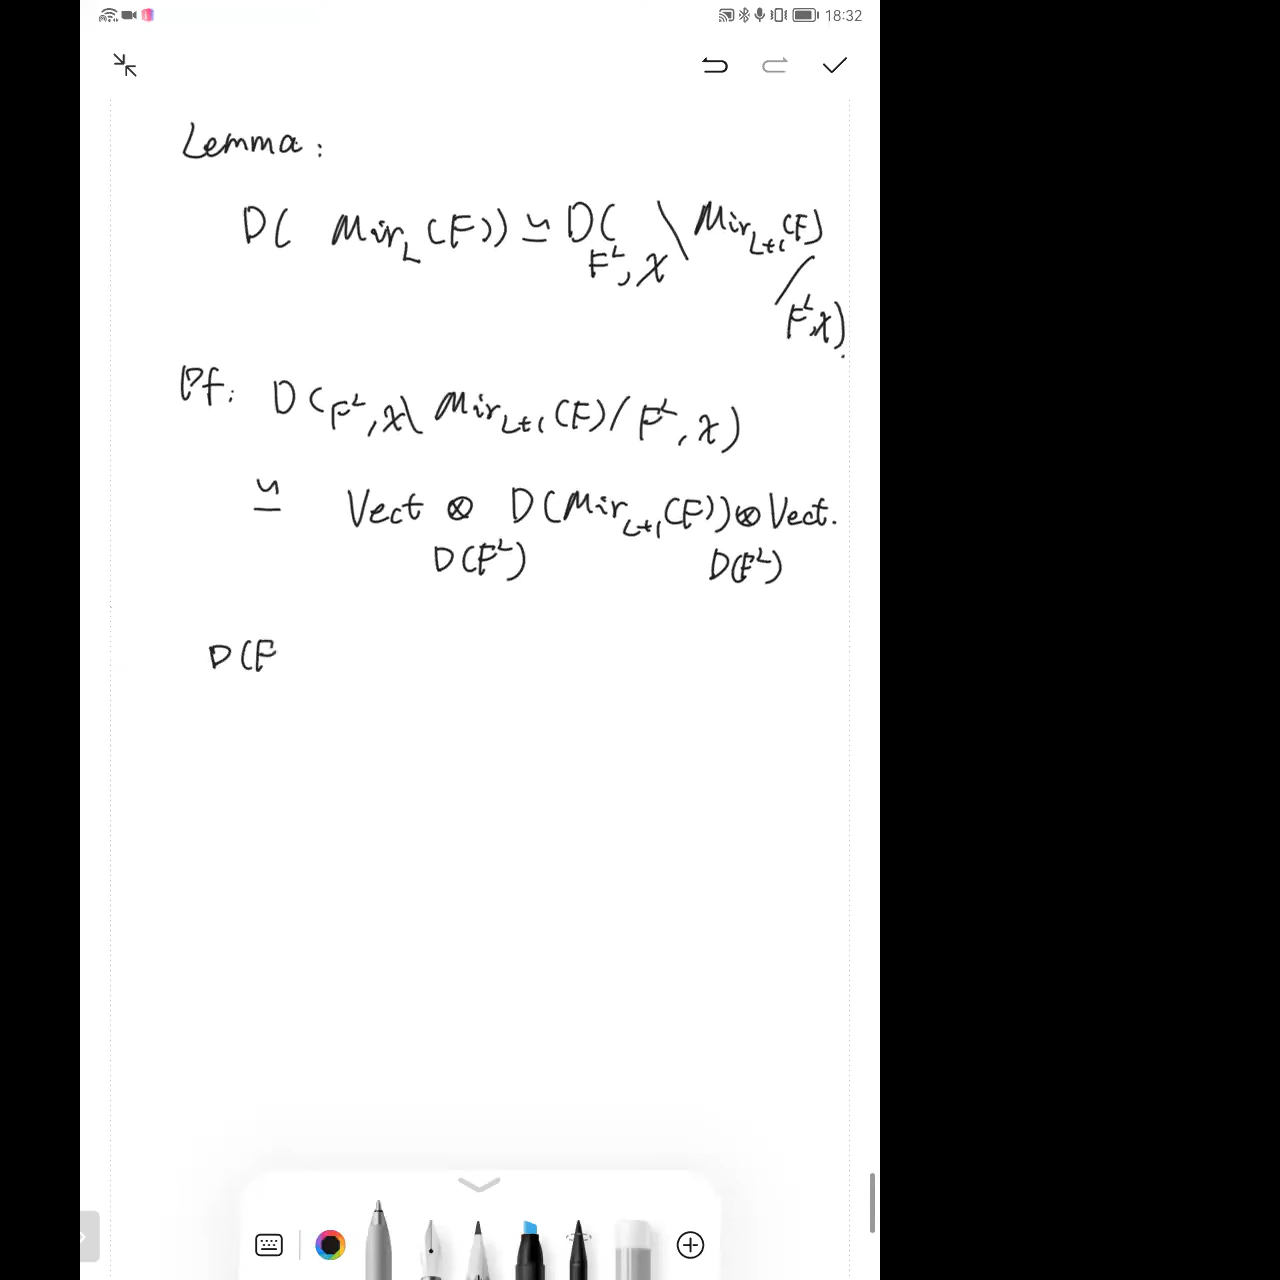 18:32
Lemma:
D( Mir_L (F)) ≃ D( F^L, χ \ Mir_{L+1} (F) / F^L, χ).
Pf: D( F^L, χ \ Mir_{L+1} (F) / F^L, χ)
≃ Vect ⊗_{D(F^L)} D(Mir_{L+1} (F)) ⊗_{D(F^L)} Vect.
D(F